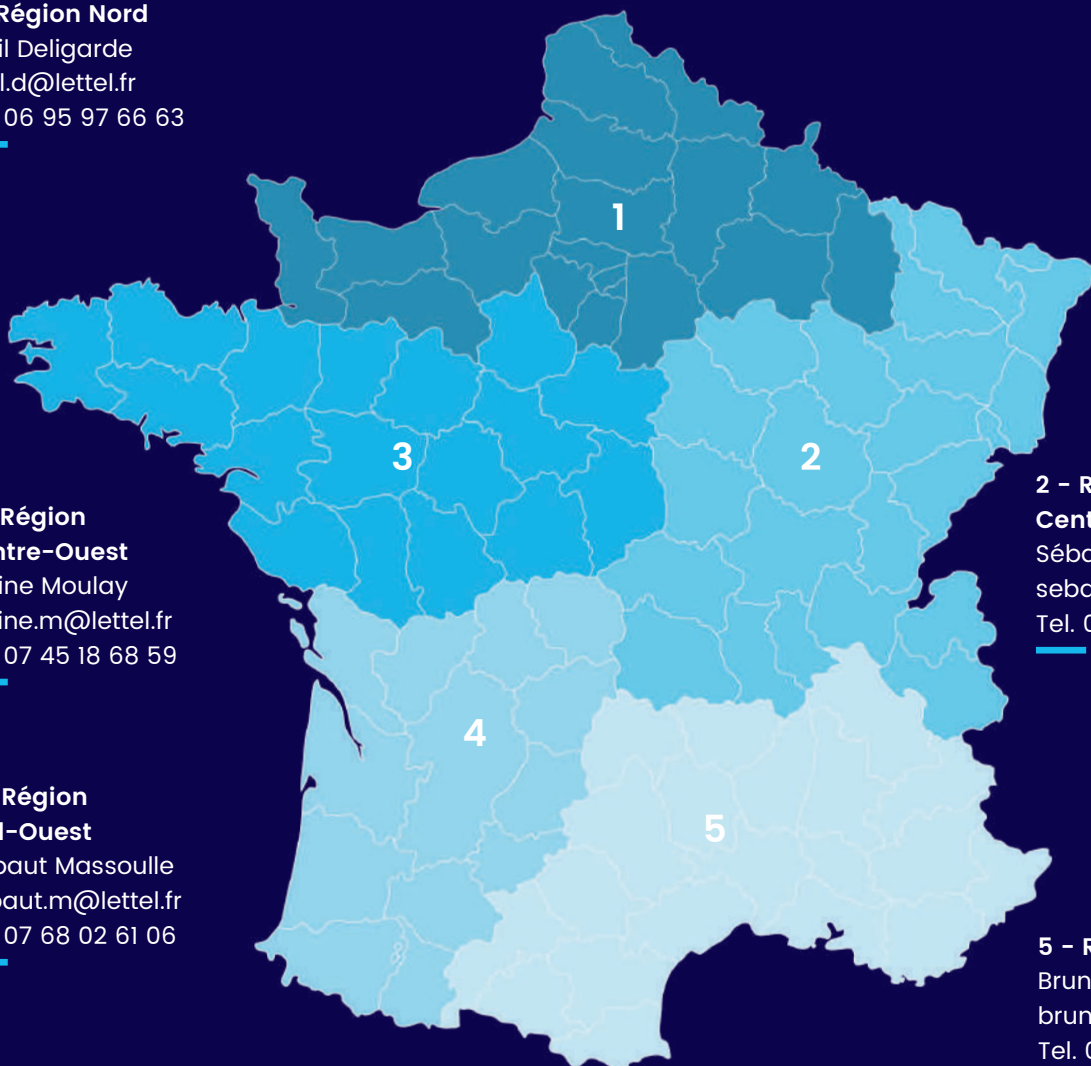 Région Nord
il Deligarde
l.d@lettel.fr
06 95 97 66 63
1
3
2
Région
ntre-Ouest
ine Moulay
ine.m@lettel.fr
07 45 18 68 59
2 - R
Cent
Séba
seba
Tel. 0
4
Région
d-Ouest
baut Massoulle
baut.m@lettel.fr
07 68 02 61 06
5
5 - R
Brun
brun
Tel. 0